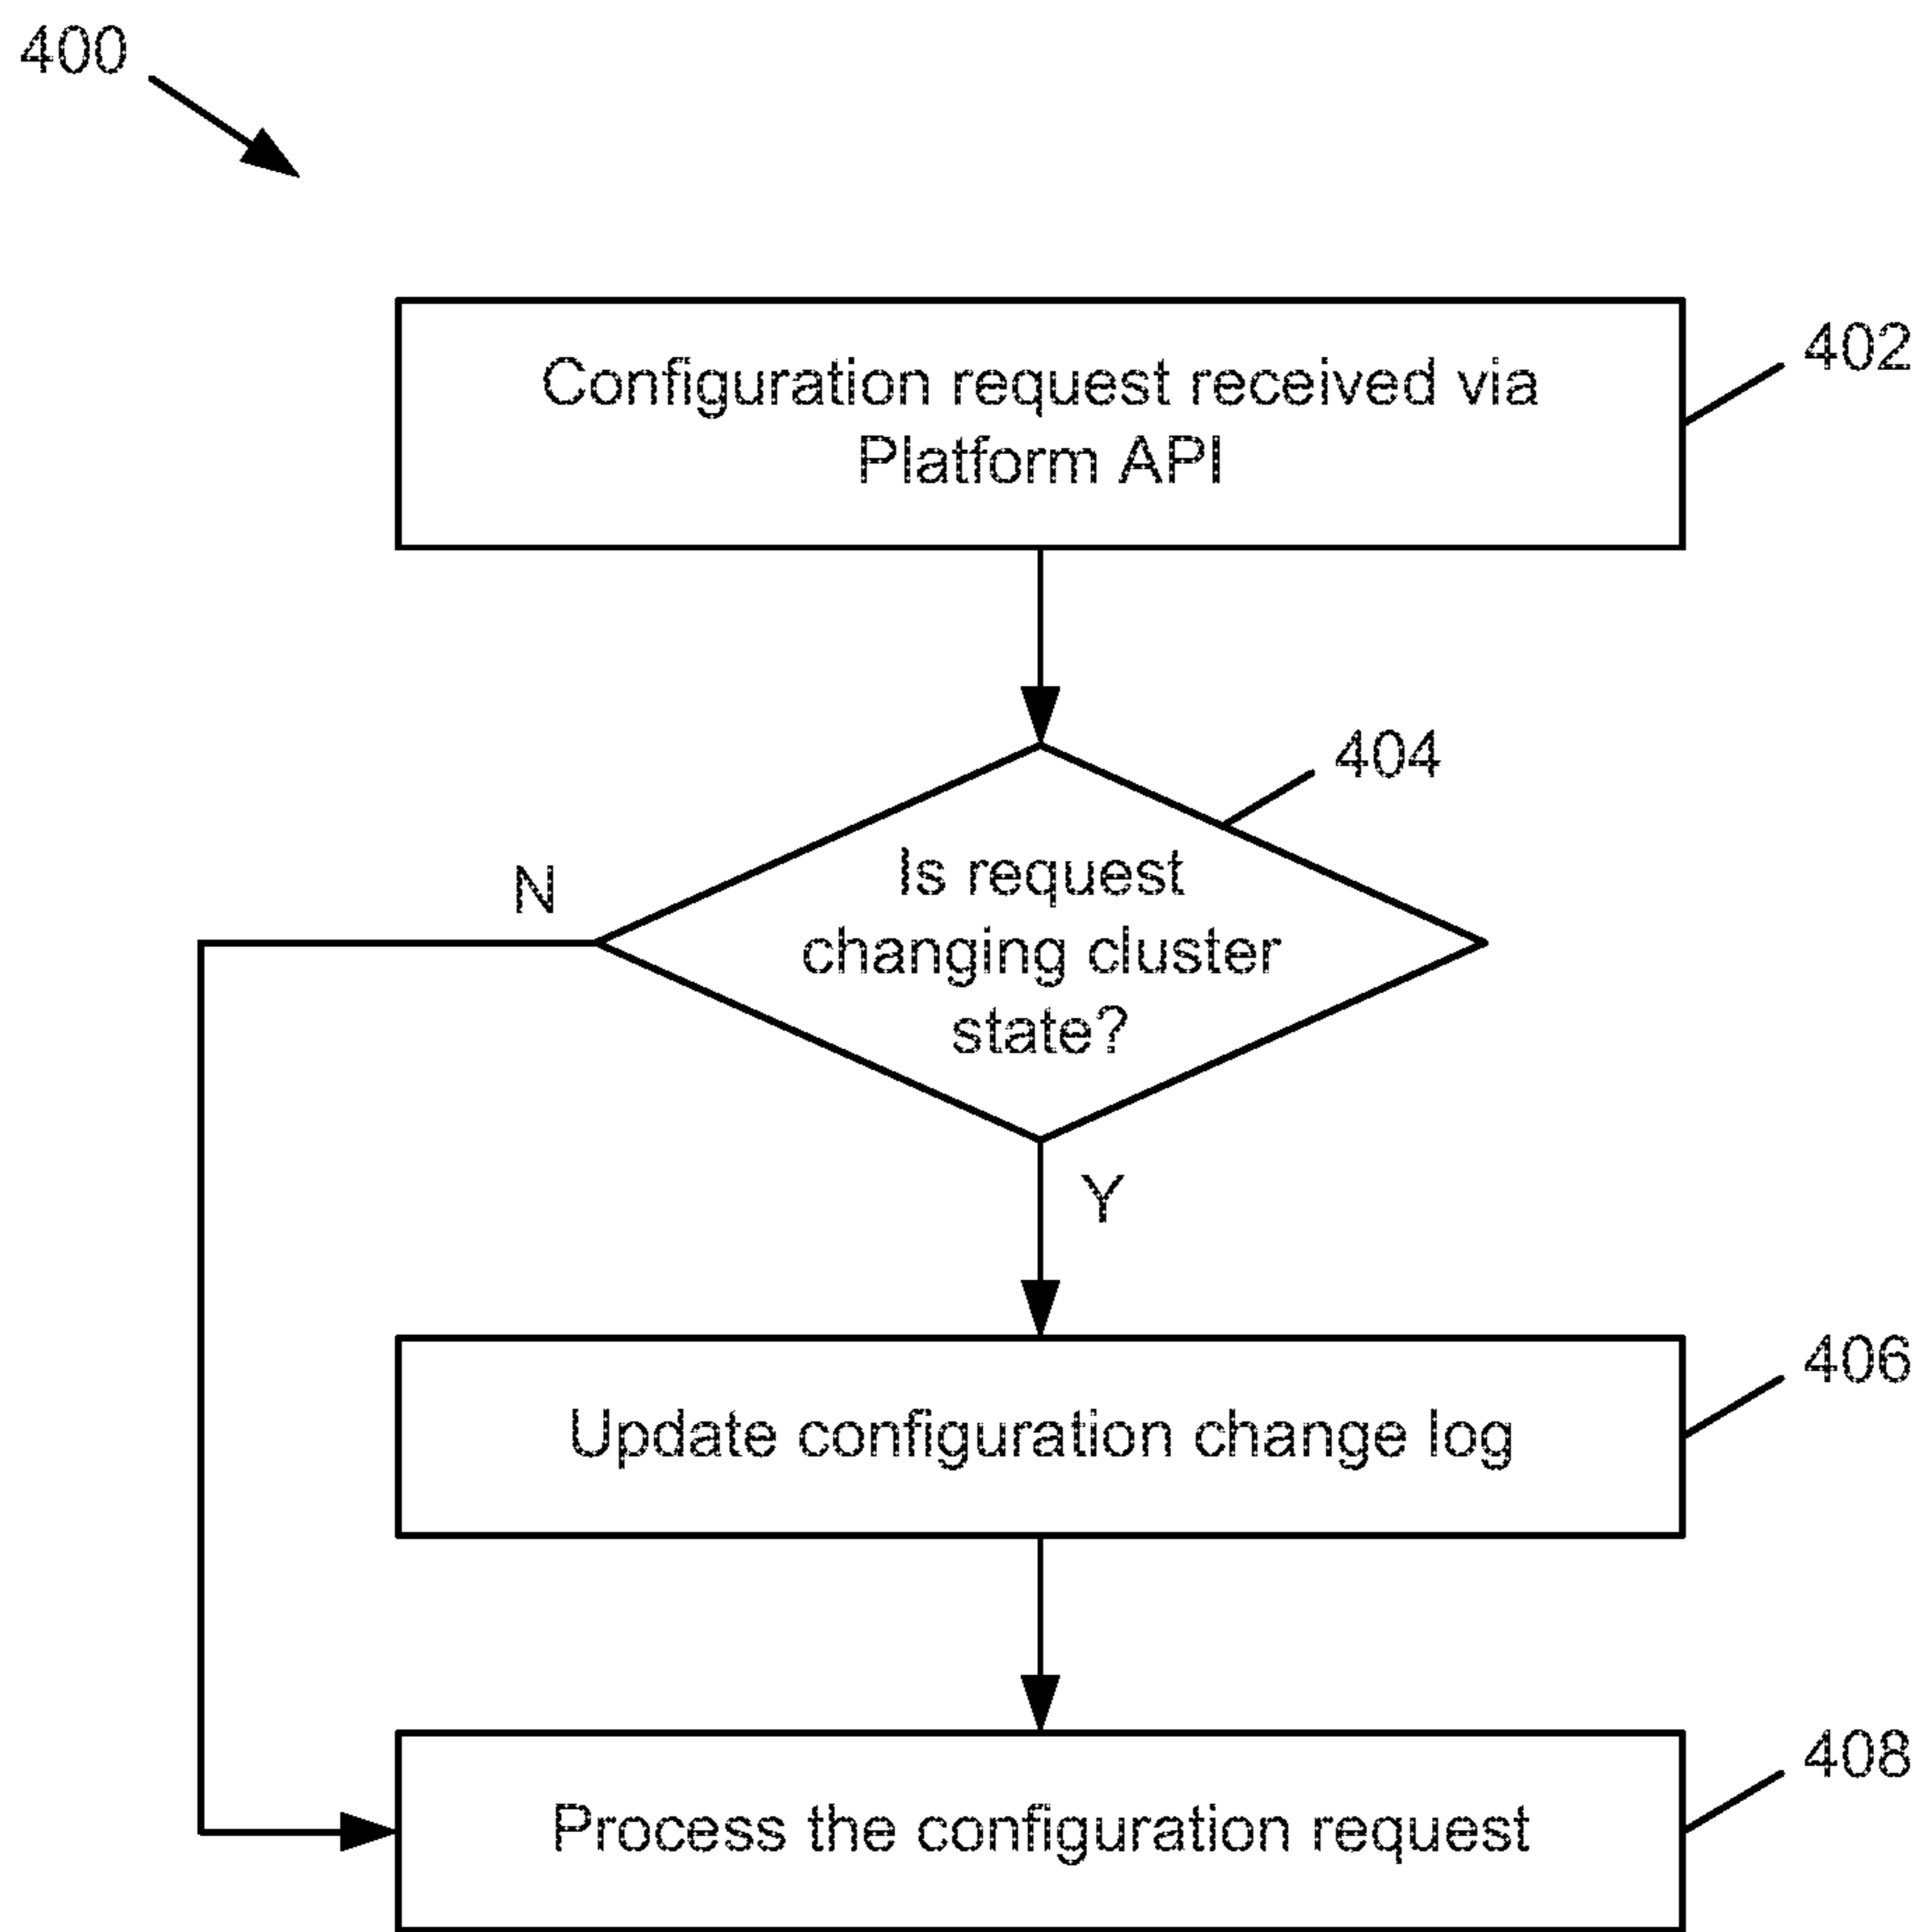 400
Configuration request received via
Platform API
402
404
Is request
changing cluster
state?
N
Y
Update configuration change log
406
Process the configuration request
408